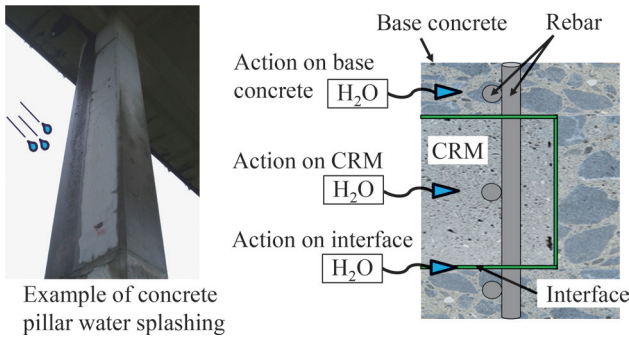 Example of concrete
pillar water splashing
Base concrete
Rebar
Action on base
concrete
H₂O
CRM
Action on CRM
H₂O
Action on interface
H₂O
Interface